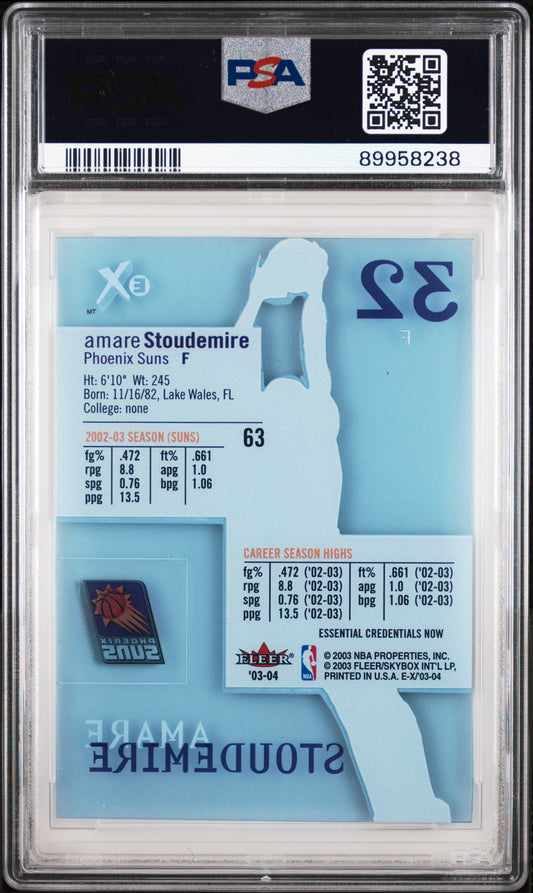 PSA
89958238
EX
32
MT
F
amare Stoudemire
Phoenix Suns F
Ht: 6'10" Wt: 245
Born: 11/16/82, Lake Wales, FL
College: none
2002-03 SEASON (SUNS) 63
fg% .472 ft% .661
rpg 8.8 apg 1.0
spg 0.76 bpg 1.06
ppg 13.5
CAREER SEASON HIGHS
fg% .472 ('02-03) ft% .661 ('02-03)
rpg 8.8 ('02-03) apg 1.0 ('02-03)
spg 0.76 ('02-03) bpg 1.06 ('02-03)
ppg 13.5 ('02-03)
ESSENTIAL CREDENTIALS NOW
FLEER® NBA © 2003 NBA PROPERTIES, INC.
© 2003 FLEER/SKYBOX INT'L LP,
'03-04 PRINTED IN U.S.A. E-X/'03-04
PHOENIX
SUNS
AMARE
STOUDEMIRE
PSA